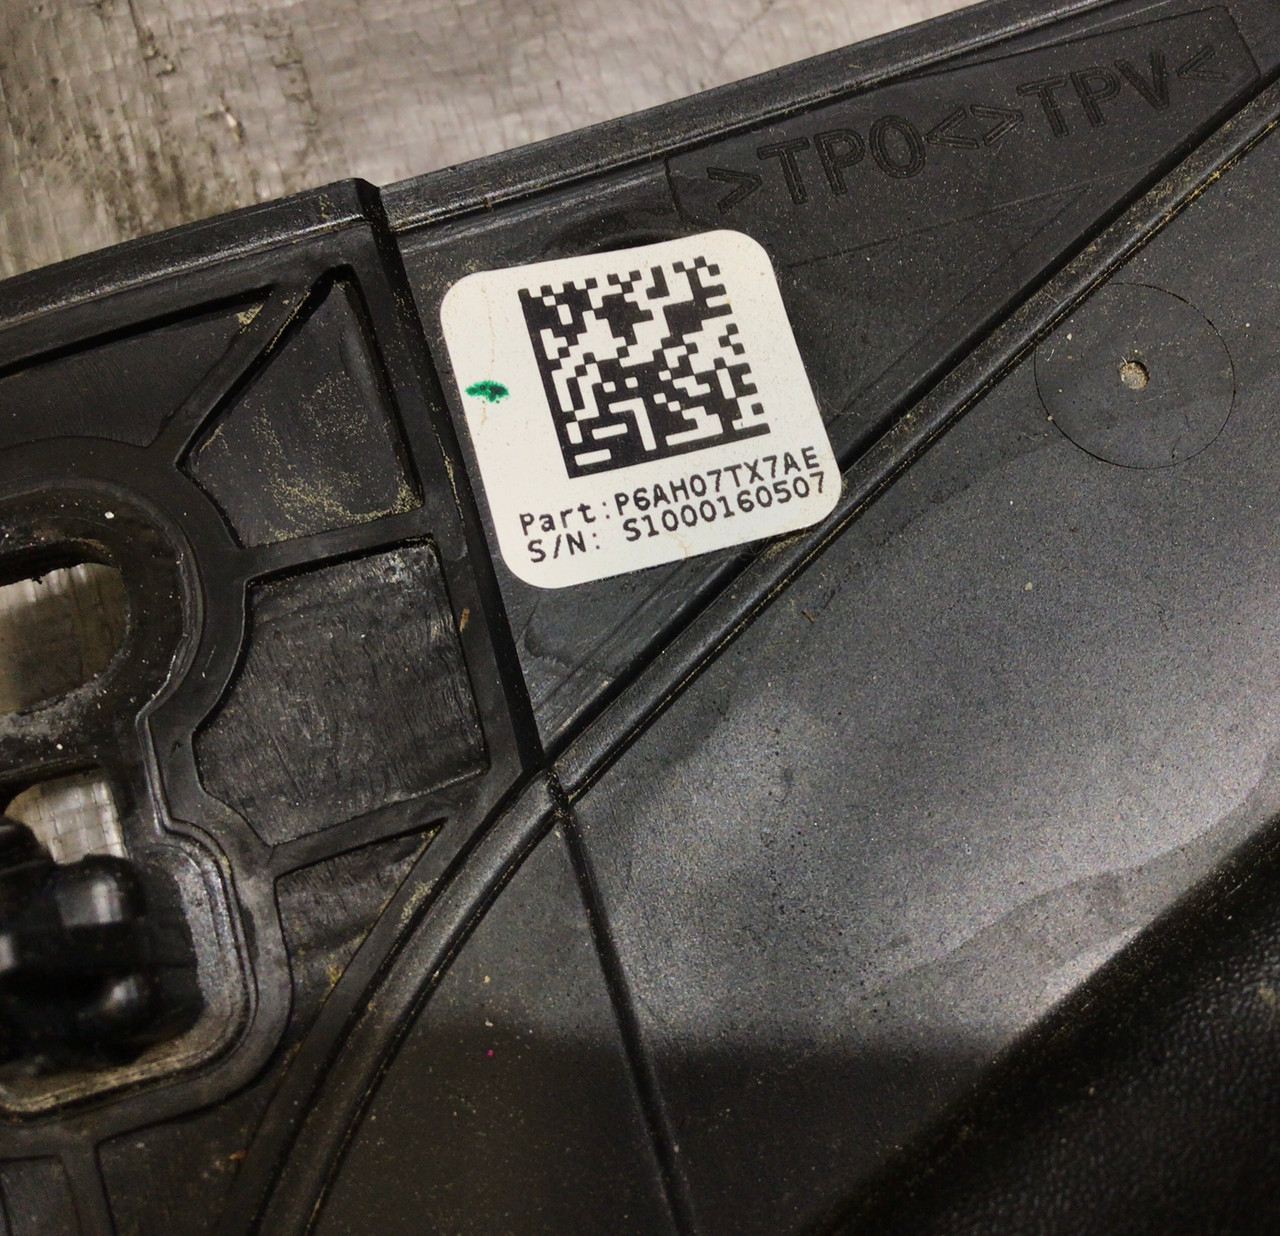 >TPO<>TPV<
Part:P6AH07TX7AE
S/N: S1000160507